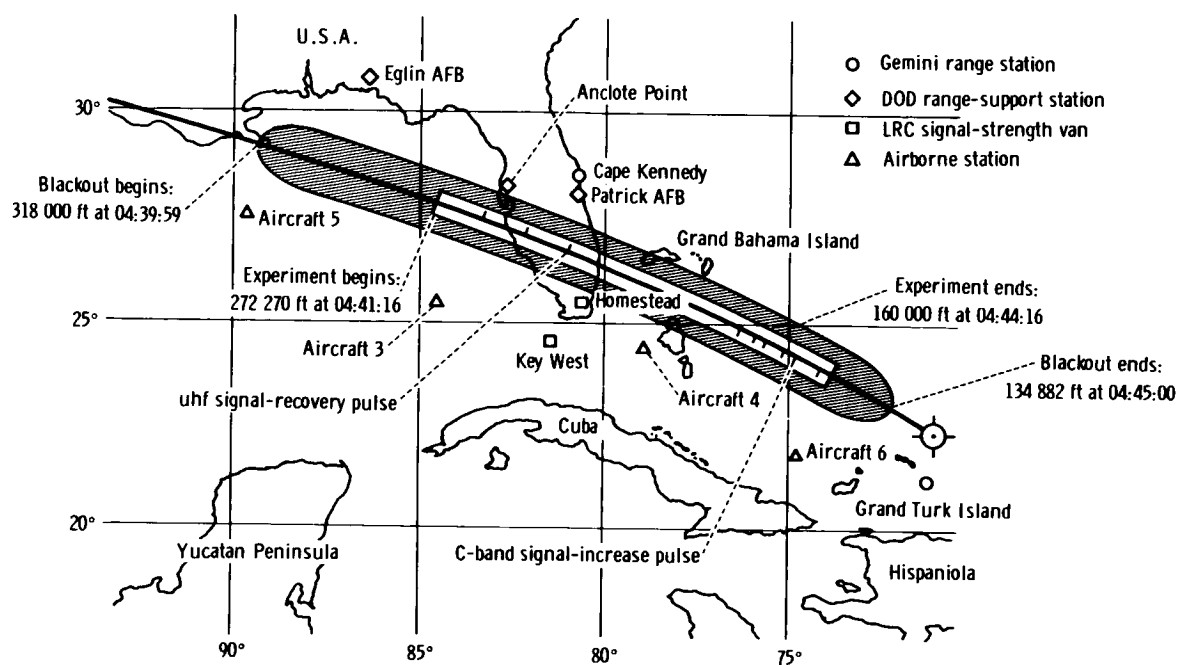 U.S.A.
Eglin AFB
Anclote Point
Gemini range station
DOD range-support station
LRC signal-strength van
Airborne station
30°
Cape Kennedy
Patrick AFB
Blackout begins:
318 000 ft at 04:39:59
Aircraft 5
Grand Bahama Island
Experiment begins:
272 270 ft at 04:41:16
Experiment ends:
160 000 ft at 04:44:16
25°
Homestead
Aircraft 3
Key West
Aircraft 4
Blackout ends:
134 882 ft at 04:45:00
uhf signal-recovery pulse
Cuba
Aircraft 6
Grand Turk Island
20°
Yucatan Peninsula
C-band signal-increase pulse
Hispaniola
90°
85°
80°
75°